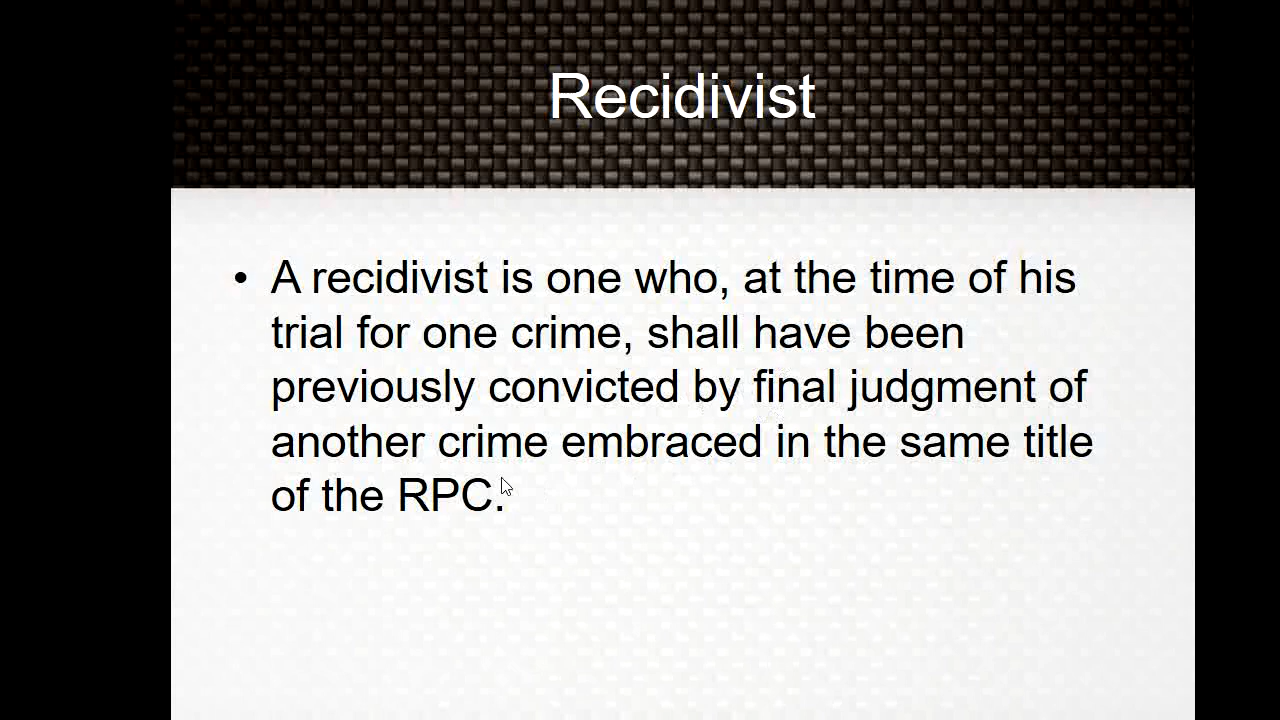 Recidivist
• A recidivist is one who, at the time of his
trial for one crime, shall have been
previously convicted by final judgment of
another crime embraced in the same title
of the RPC.